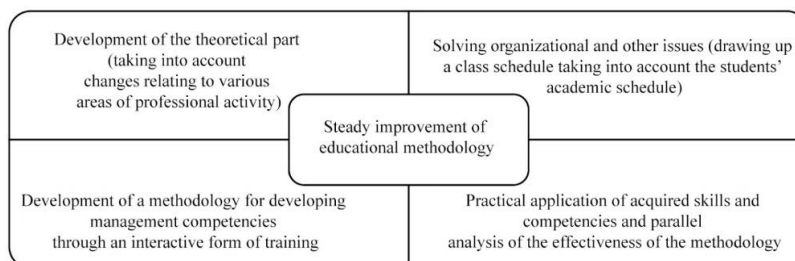 Development of the theoretical part
(taking into account
changes relating to various
areas of professional activity)
Solving organizational and other issues (drawing up
a class schedule taking into account the students’
academic schedule)
Steady improvement of
educational methodology
Development of a methodology for developing
management competencies
through an interactive form of training
Practical application of acquired skills and
competencies and parallel
analysis of the effectiveness of the methodology